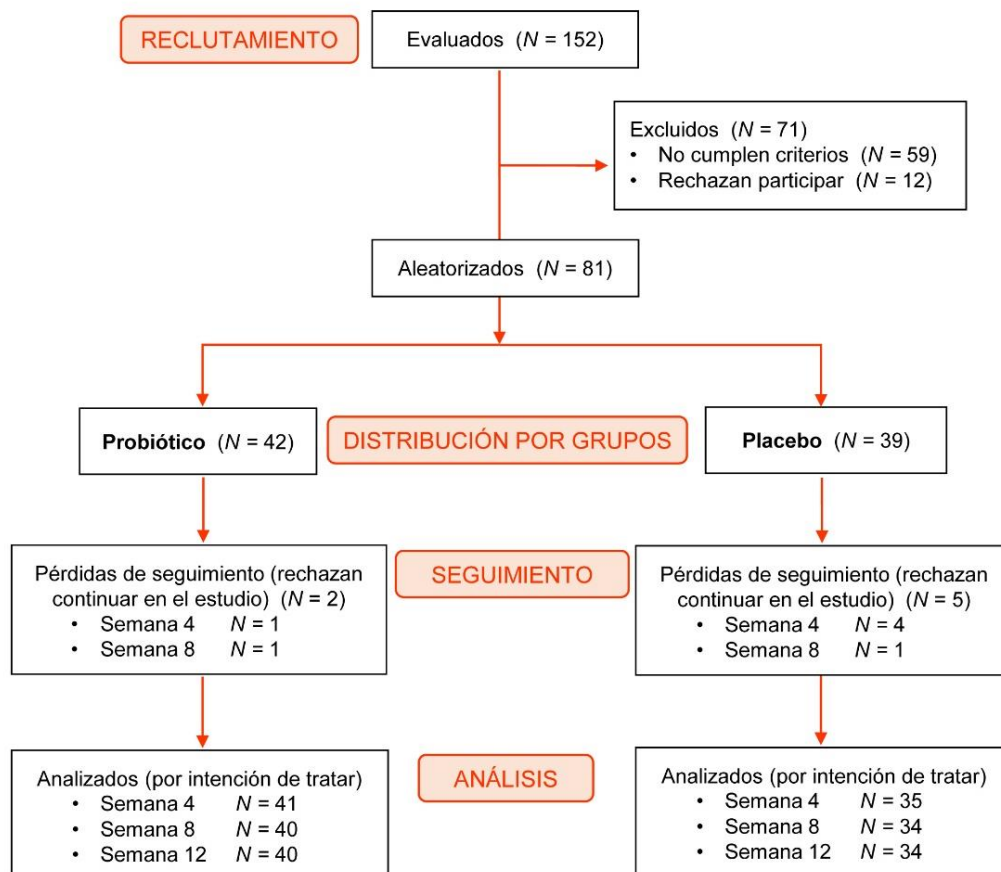 RECLUTAMIENTO
Evaluados (N = 152)
Excluidos (N = 71)
• No cumplen criterios (N = 59)
• Rechazan participar (N = 12)
Aleatorizados (N = 81)
Probiótico (N = 42)
DISTRIBUCIÓN POR GRUPOS
Placebo (N = 39)
Pérdidas de seguimiento (rechazan
continuar en el estudio) (N = 2)
• Semana 4 N = 1
• Semana 8 N = 1
SEGUIMIENTO
Pérdidas de seguimiento (rechazan
continuar en el estudio) (N = 5)
• Semana 4 N = 4
• Semana 8 N = 1
Analizados (por intención de tratar)
• Semana 4 N = 41
• Semana 8 N = 40
• Semana 12 N = 40
ANÁLISIS
Analizados (por intención de tratar)
• Semana 4 N = 35
• Semana 8 N = 34
• Semana 12 N = 34